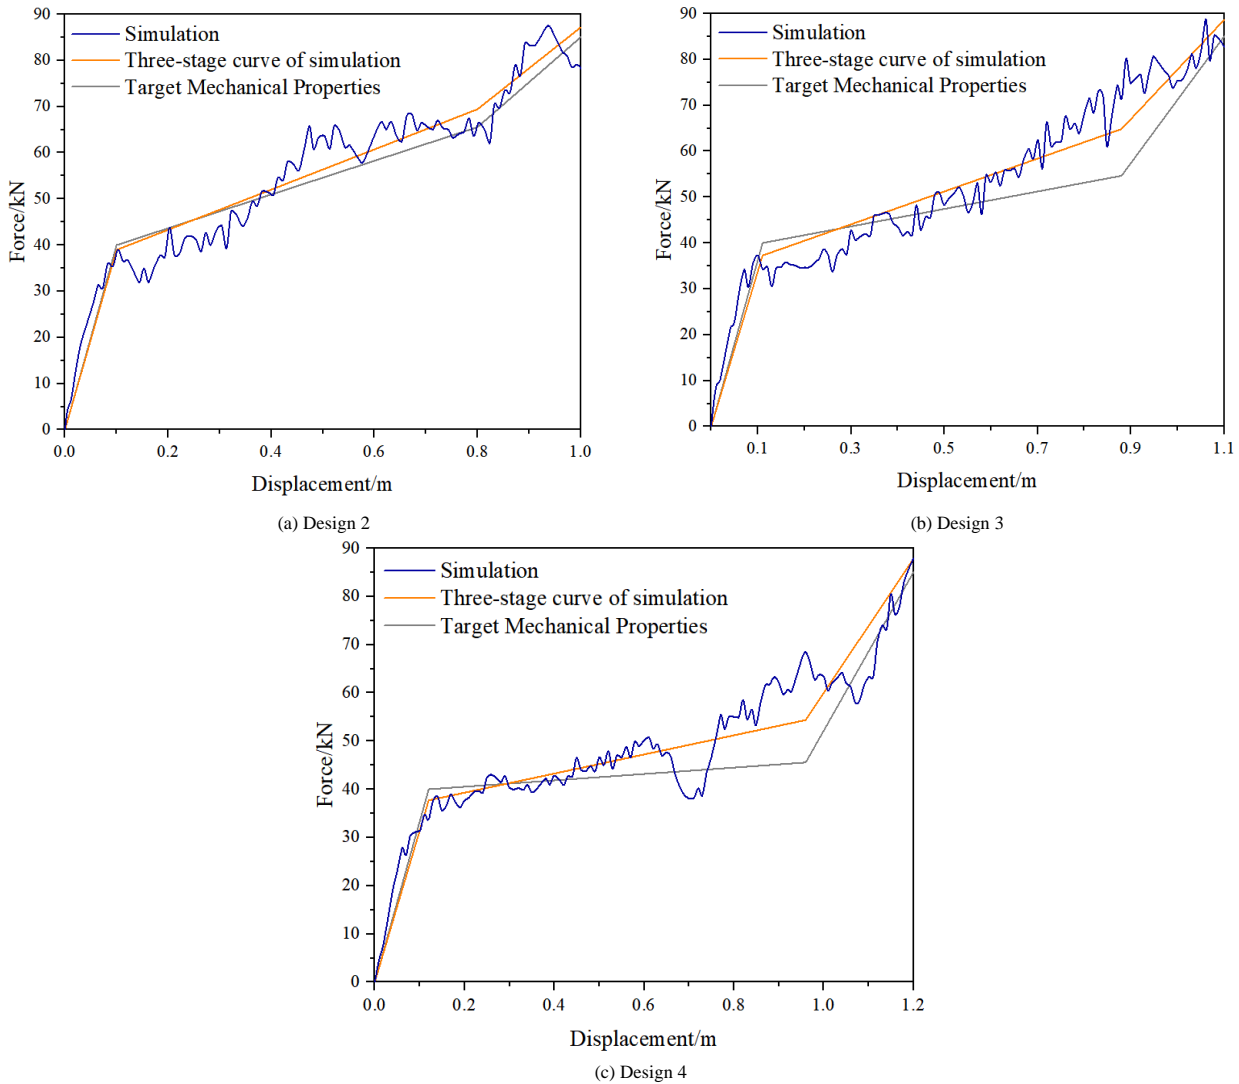 90
80
70
60
50
40
30
20
10
0
Force/kN
Simulation
Three-stage curve of simulation
Target Mechanical Properties
0.0 0.2 0.4 0.6 0.8 1.0
Displacement/m
(a) Design 2
90
80
70
60
50
40
30
20
10
0
Force/kN
Simulation
Three-stage curve of simulation
Target Mechanical Properties
0.1 0.3 0.5 0.7 0.9 1.1
Displacement/m
(b) Design 3
90
80
70
60
50
40
30
20
10
0
Force/kN
Simulation
Three-stage curve of simulation
Target Mechanical Properties
0.0 0.2 0.4 0.6 0.8 1.0 1.2
Displacement/m
(c) Design 4